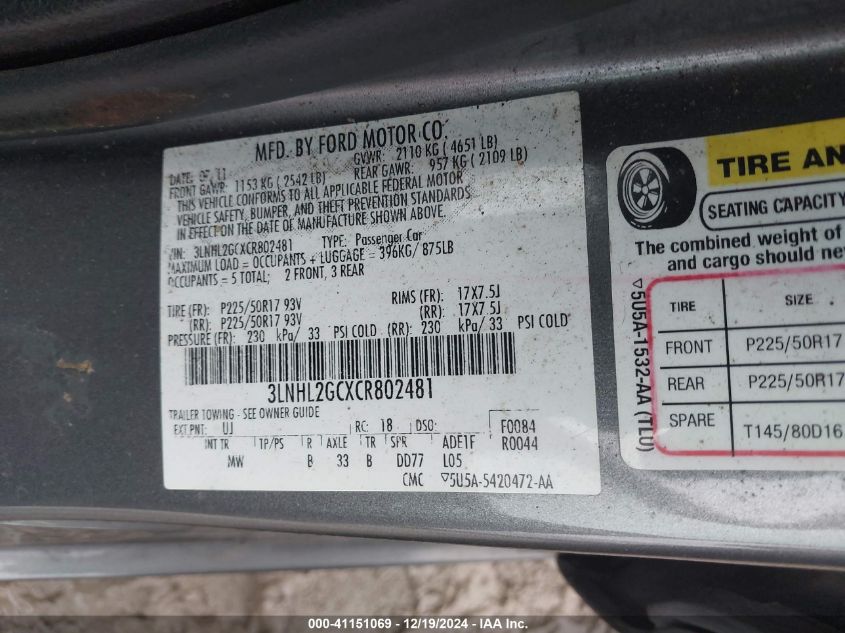 MFD. BY FORD MOTOR CO.
DATE: 05/11 GVWR: 2110 KG ( 4651 LB)
FRONT GAWR: 1153 KG ( 2542 LB) REAR GAWR: 957 KG ( 2109 LB)
THIS VEHICLE CONFORMS TO ALL APPLICABLE FEDERAL MOTOR
VEHICLE SAFETY, BUMPER, AND THEFT PREVENTION STANDARDS
IN EFFECT ON THE DATE OF MANUFACTURE SHOWN ABOVE.
VIN: 3LNHL2GCXCR802481 TYPE: Passenger Car
MAXIMUM LOAD = OCCUPANTS + LUGGAGE = 396KG/ 875LB
OCCUPANTS = 5 TOTAL; 2 FRONT, 3 REAR
TIRE (FR): P225/50R17 93V RIMS (FR): 17X7.5J
(RR): P225/50R17 93V (RR): 17X7.5J
PRESSURE (FR): 230 kPa/ 33 PSI COLD (RR): 230 kPa/ 33 PSI COLD
3LNHL2GCXCR802481
TRAILER TOWING - SEE OWNER GUIDE
EXT PNT: UJ RC: 18 DSO: F0084
INT TR TP/PS R AXLE TR SPR ADE1F R0044
MW B 33 B DD77 L05
CMC ▽5U5A-5420472-AA
TIRE AN
SEATING CAPACITY
The combined weight of
and cargo should nev
▽5U5A-1532-AA (TLU)
TIRE SIZE
FRONT P225/50R17
REAR P225/50R17
SPARE T145/80D16
000-41151069 - 12/19/2024 - IAA Inc.